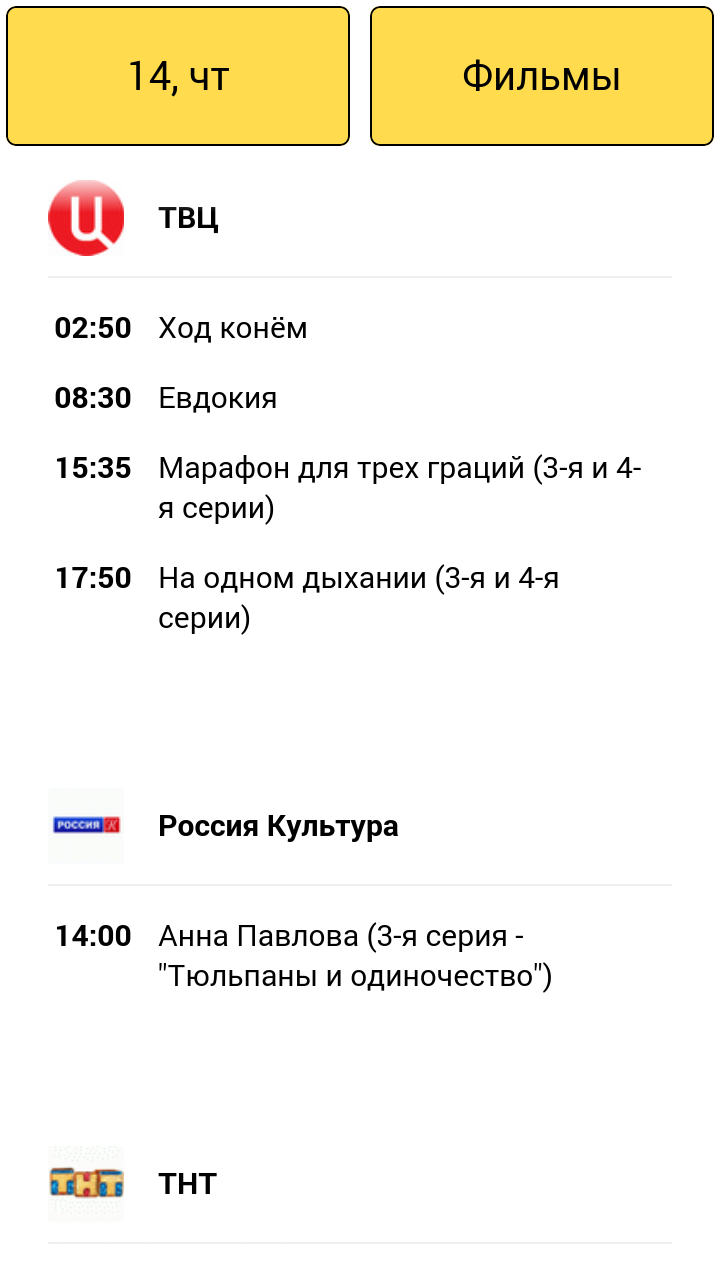 14, чт
Фильмы
Ц
ТВЦ
02:50 Ход конём
08:30 Евдокия
15:35 Марафон для трех граций (3-я и 4-
я серии)
17:50 На одном дыхании (3-я и 4-я
серии)
РОССИЯ К
Россия Культура
14:00 Анна Павлова (3-я серия -
"Тюльпаны и одиночество")
ТНТ
ТНТ